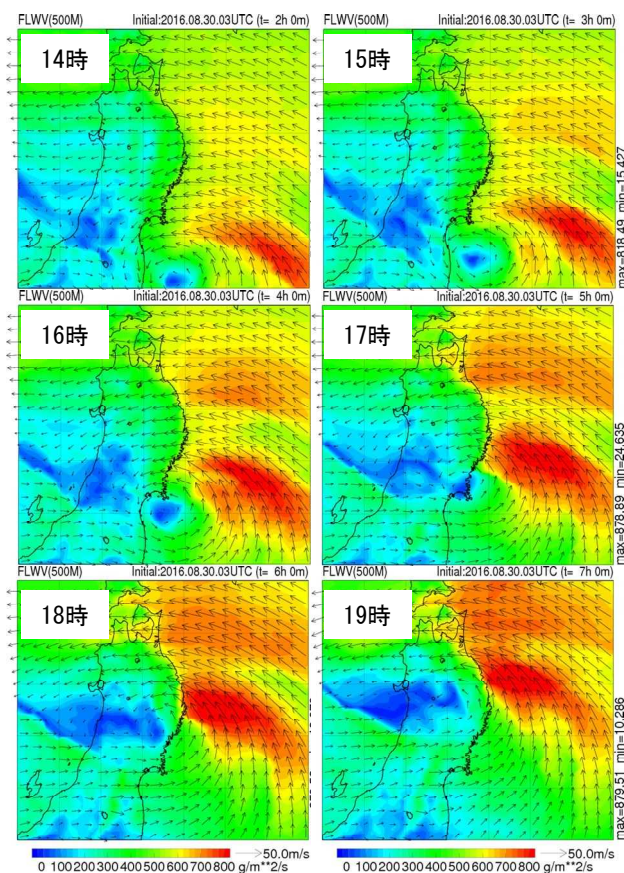 FLWV(500M) Initial:2016.08.30.03UTC (t= 2h 0m)
14時
FLWV(500M) Initial:2016.08.30.03UTC (t= 3h 0m)
15時
max=818.49 min=15.427
FLWV(500M) Initial:2016.08.30.03UTC (t= 4h 0m)
16時
FLWV(500M) Initial:2016.08.30.03UTC (t= 5h 0m)
17時
max=878.89 min=24.635
FLWV(500M) Initial:2016.08.30.03UTC (t= 6h 0m)
18時
FLWV(500M) Initial:2016.08.30.03UTC (t= 7h 0m)
19時
max=879.51 min=10.286
50.0m/s
0 100 200 300 400 500 600 700 800 g/m**2/s
50.0m/s
0 100 200 300 400 500 600 700 800 g/m**2/s